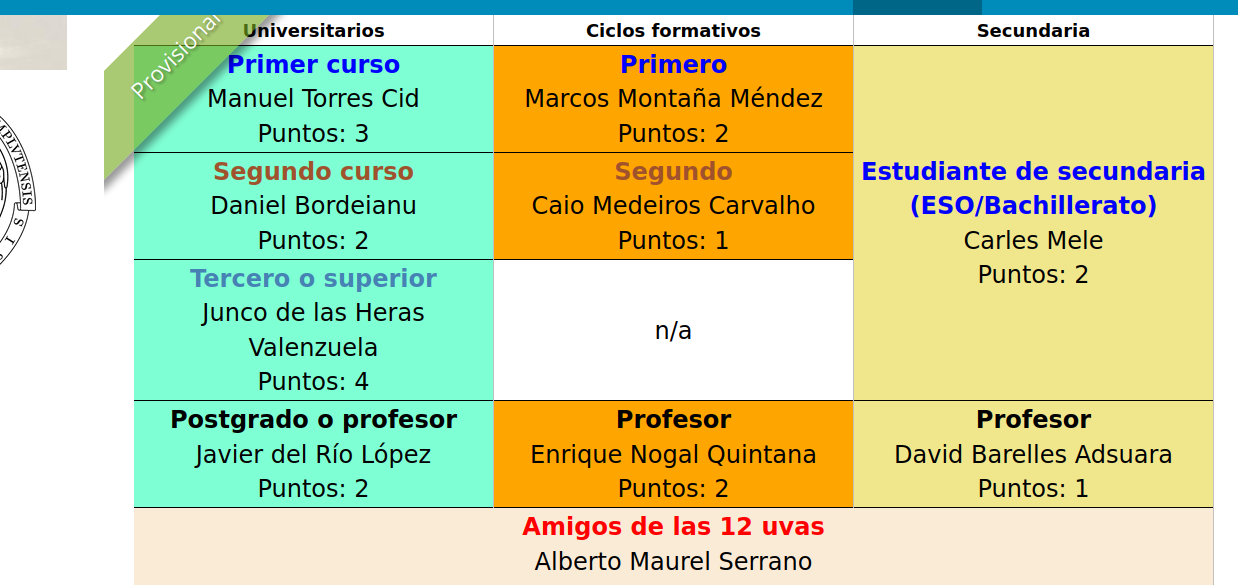 Provisional
Universitarios
Ciclos formativos
Secundaria
Primer curso
Manuel Torres Cid
Puntos: 3
Primero
Marcos Montaña Méndez
Puntos: 2
Estudiante de secundaria
(ESO/Bachillerato)
Carles Mele
Puntos: 2
Segundo curso
Daniel Bordeianu
Puntos: 2
Segundo
Caio Medeiros Carvalho
Puntos: 1
Tercero o superior
Junco de las Heras
Valenzuela
Puntos: 4
n/a
Postgrado o profesor
Javier del Río López
Puntos: 2
Profesor
Enrique Nogal Quintana
Puntos: 2
Profesor
David Barelles Adsuara
Puntos: 1
Amigos de las 12 uvas
Alberto Maurel Serrano